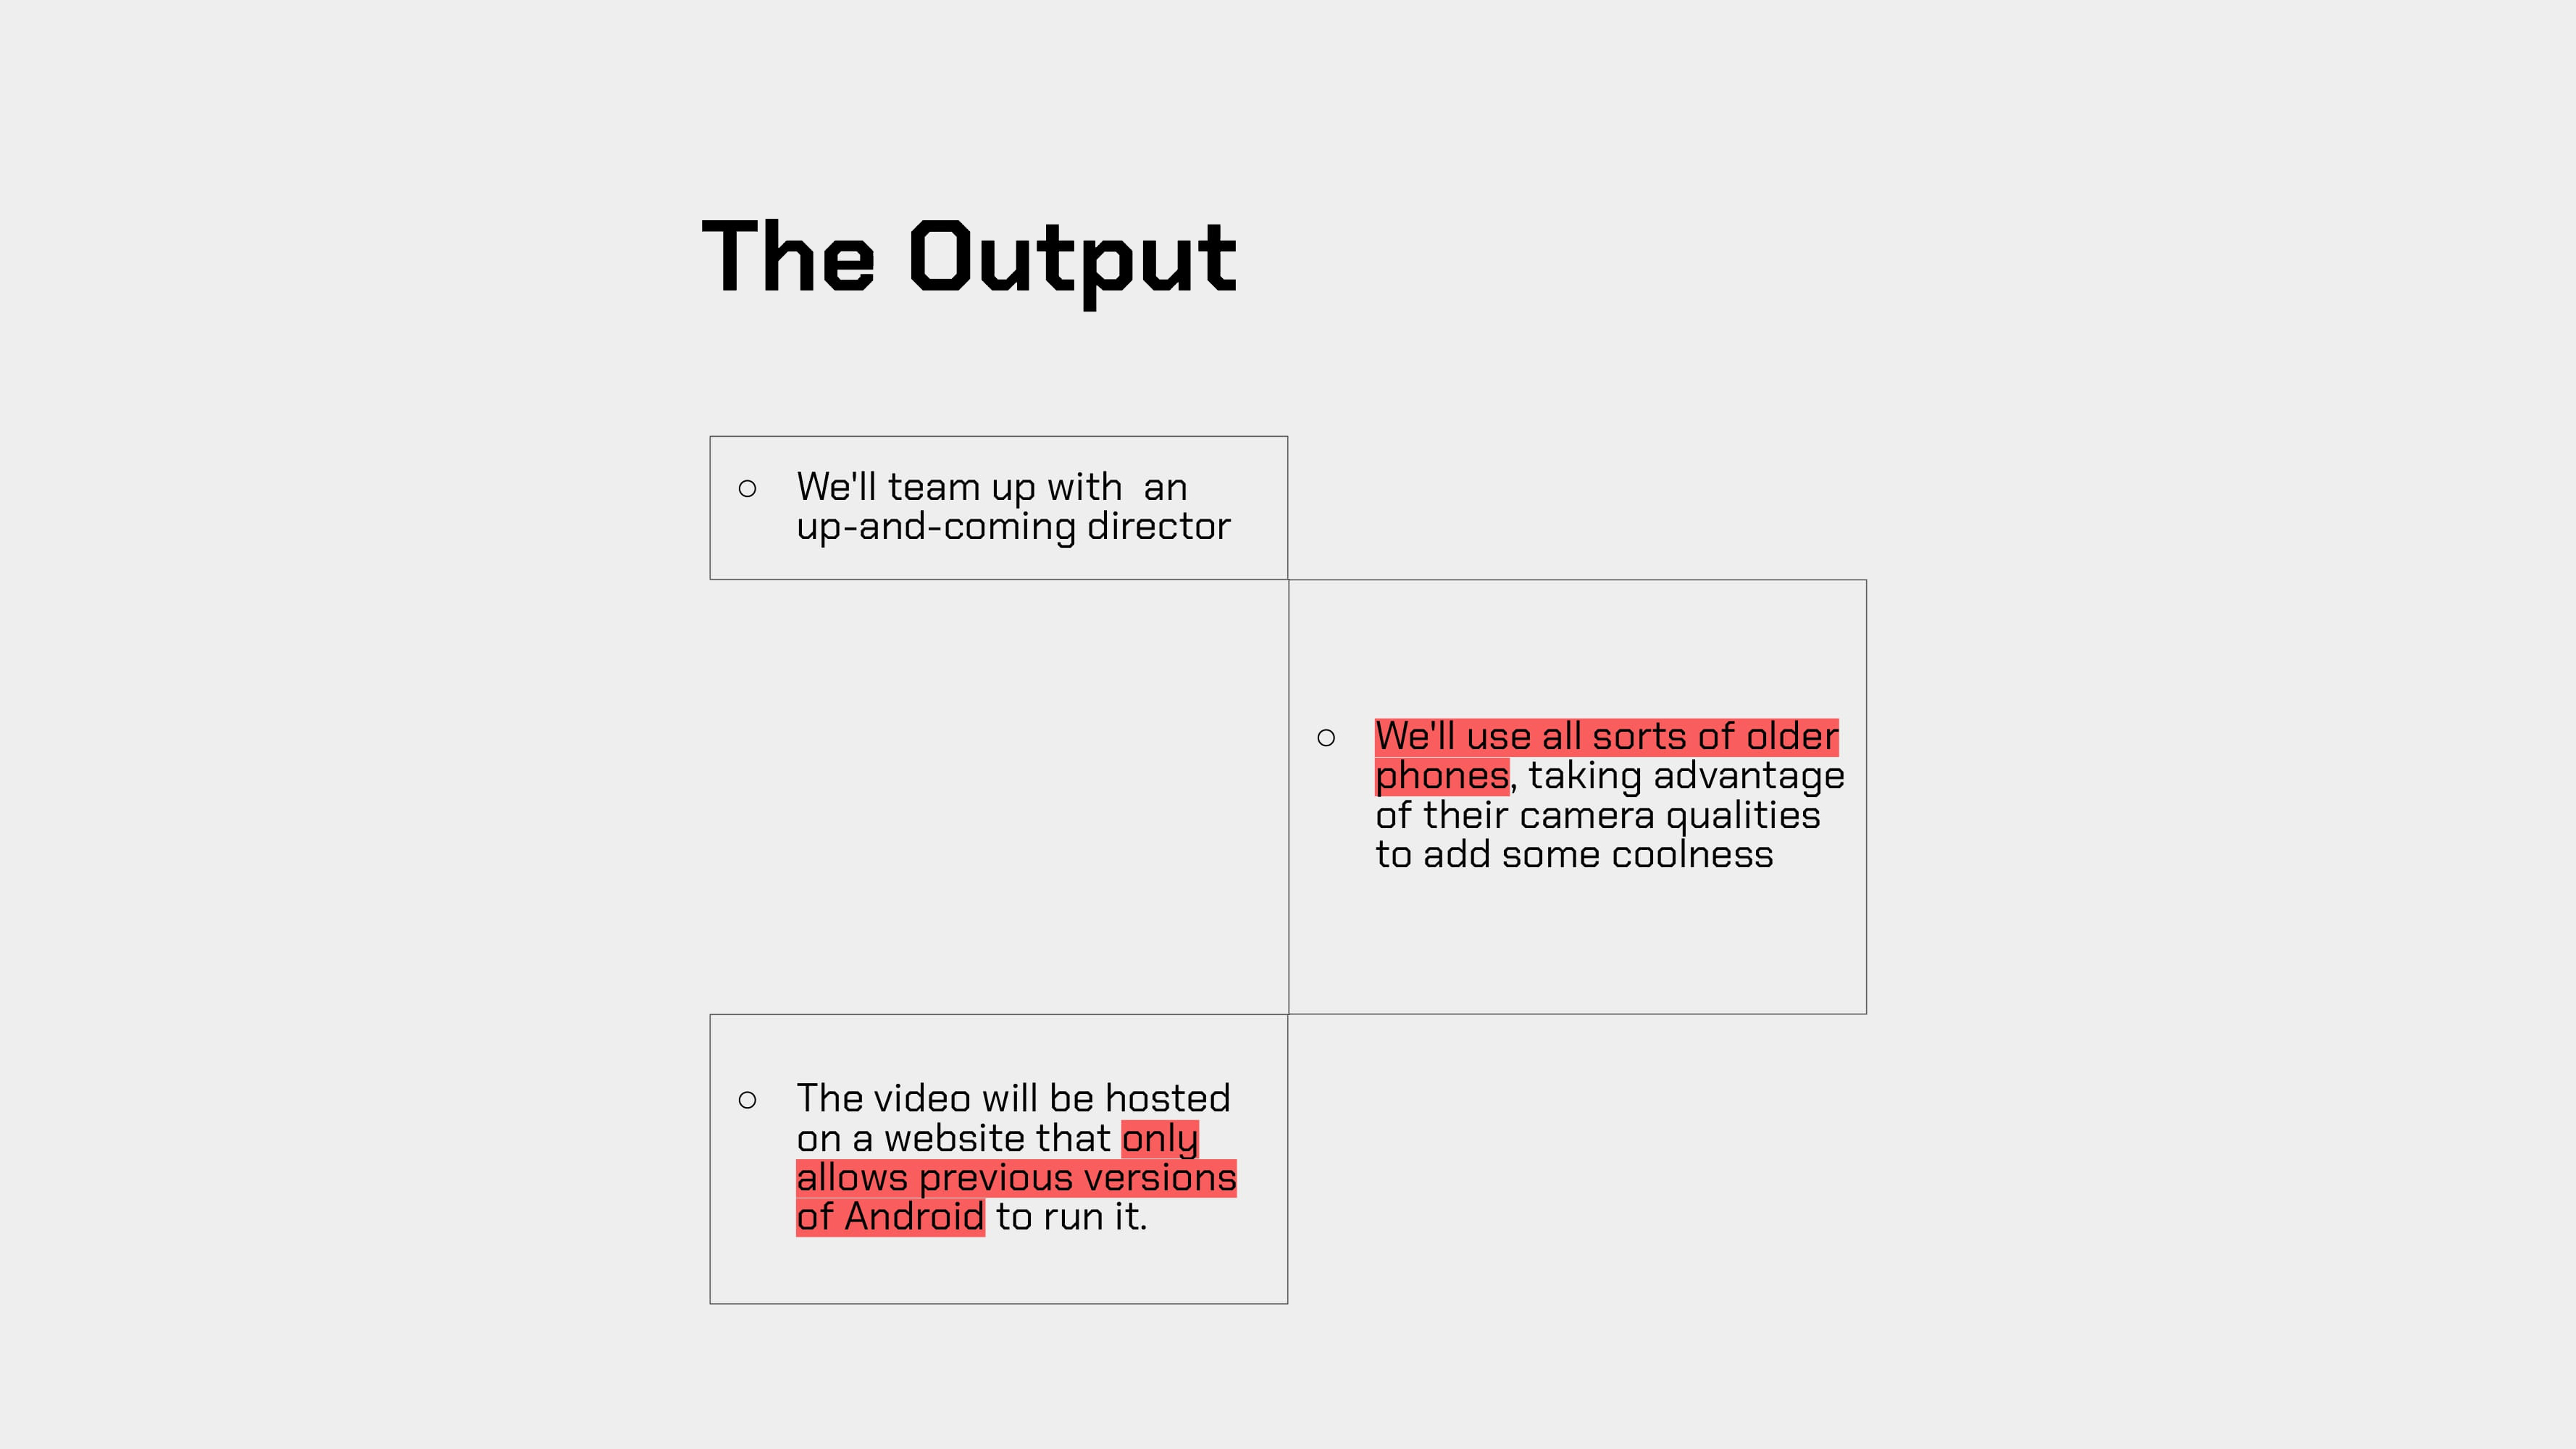 The Output
○ We'll team up with  an
up-and-coming director
○ We'll use all sorts of older
phones, taking advantage
of their camera qualities
to add some coolness
○ The video will be hosted
on a website that only
allows previous versions
of Android to run it.